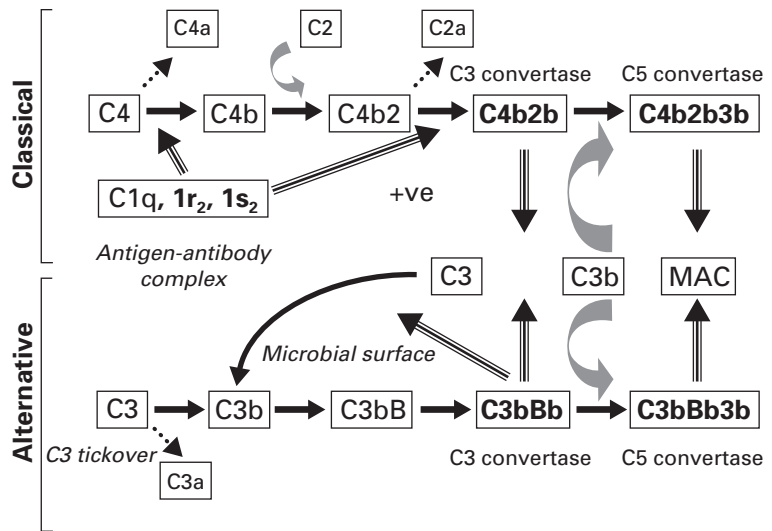 Classical
C4a
C2
C2a
C3 convertase
C5 convertase
C4
C4b
C4b2
C4b2b
C4b2b3b
C1q, 1r₂, 1s₂
+ve
Antigen-antibody
complex
C3
C3b
MAC
Alternative
Microbial surface
C3
C3b
C3bB
C3bBb
C3bBb3b
C3 tickover
C3a
C3 convertase
C5 convertase